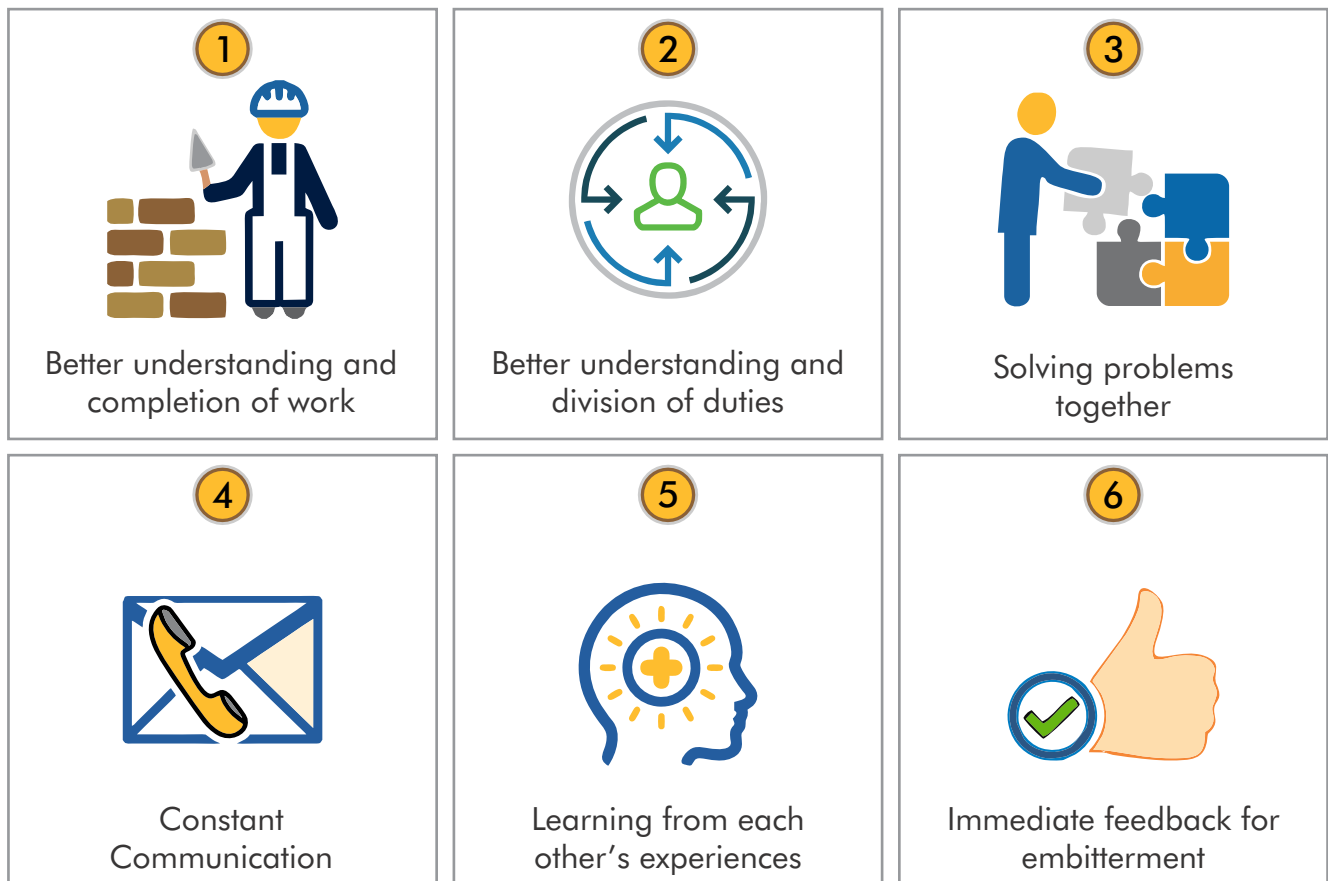 1
Better understanding and
completion of work
2
Better understanding and
division of duties
3
Solving problems
together
4
Constant
Communication
5
Learning from each
other’s experiences
6
Immediate feedback for
embitterment